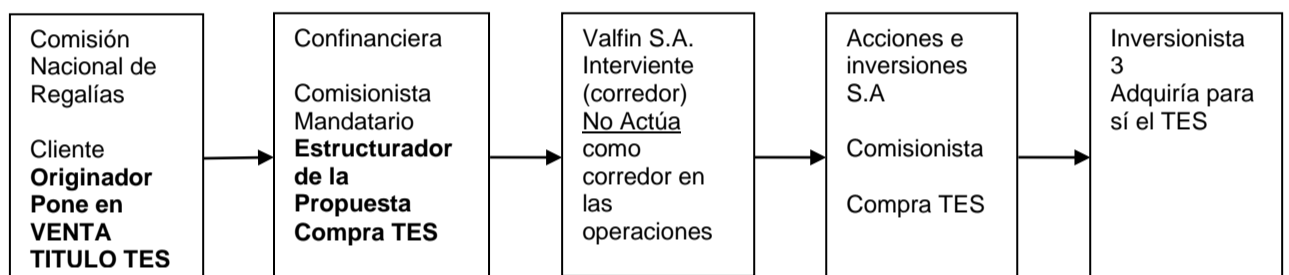 Comisión
Nacional de
Regalías
Cliente
Originador
Pone en
VENTA
TITULO TES
Confinanciera
Comisionista
Mandatario
Estructurador
de la
Propuesta
Compra TES
Valfin S.A.
Interviente
(corredor)
No Actúa
como
corredor en
las
operaciones
Acciones e
inversiones
S.A
Comisionista
Compra TES
Inversionista
3
Adquiría para
sí el TES